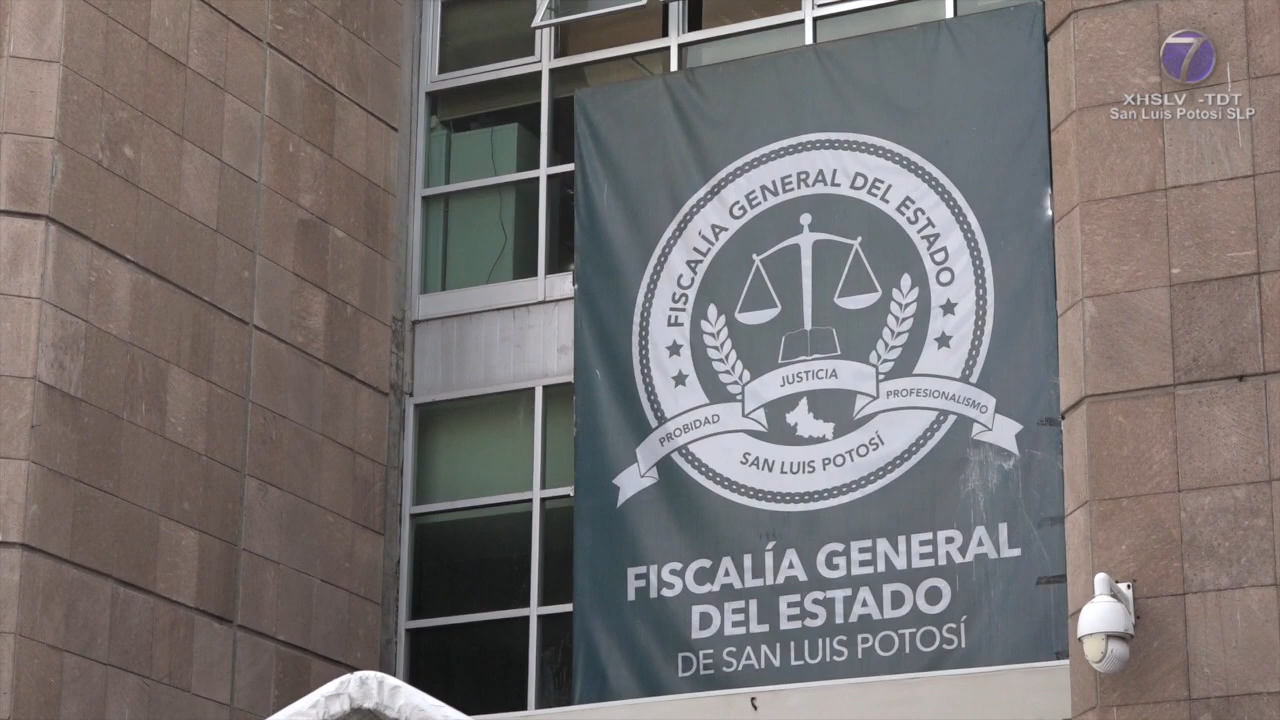 7
XHSLV -TDT
San Luis Potosí SLP
FISCALÍA GENERAL DEL ESTADO
JUSTICIA
PROBIDAD
PROFESIONALISMO
SAN LUIS POTOSÍ
FISCALÍA GENERAL
DEL ESTADO
DE SAN LUIS POTOSÍ